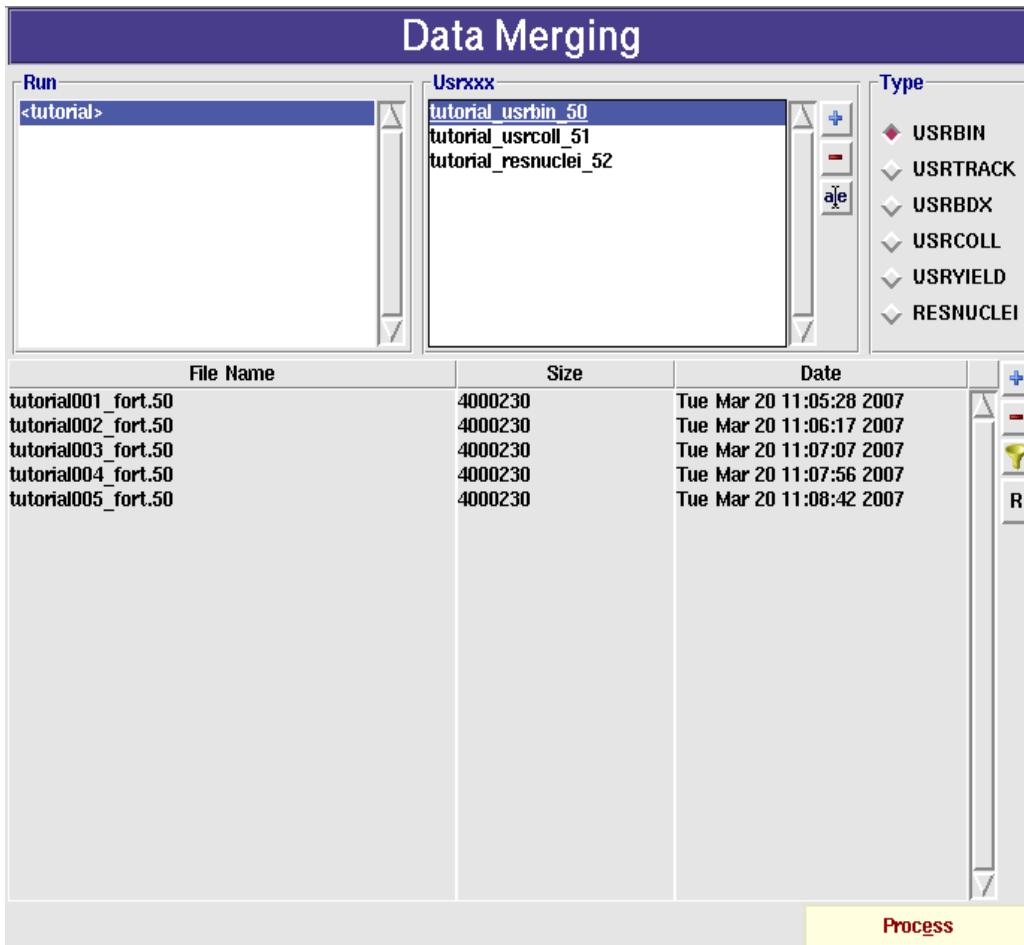 Data Merging
Run
<tutorial>
Usrxxx
tutorial_usrbin_50
tutorial_usrcoll_51
tutorial_resnuclei_52
a|e
Type
USRBIN
USRTRACK
USRBDX
USRCOLL
USRYIELD
RESNUCLEI
File Name Size Date
tutorial001_fort.50 4000230 Tue Mar 20 11:05:28 2007
tutorial002_fort.50 4000230 Tue Mar 20 11:06:17 2007
tutorial003_fort.50 4000230 Tue Mar 20 11:07:07 2007
tutorial004_fort.50 4000230 Tue Mar 20 11:07:56 2007
tutorial005_fort.50 4000230 Tue Mar 20 11:08:42 2007
R
Process